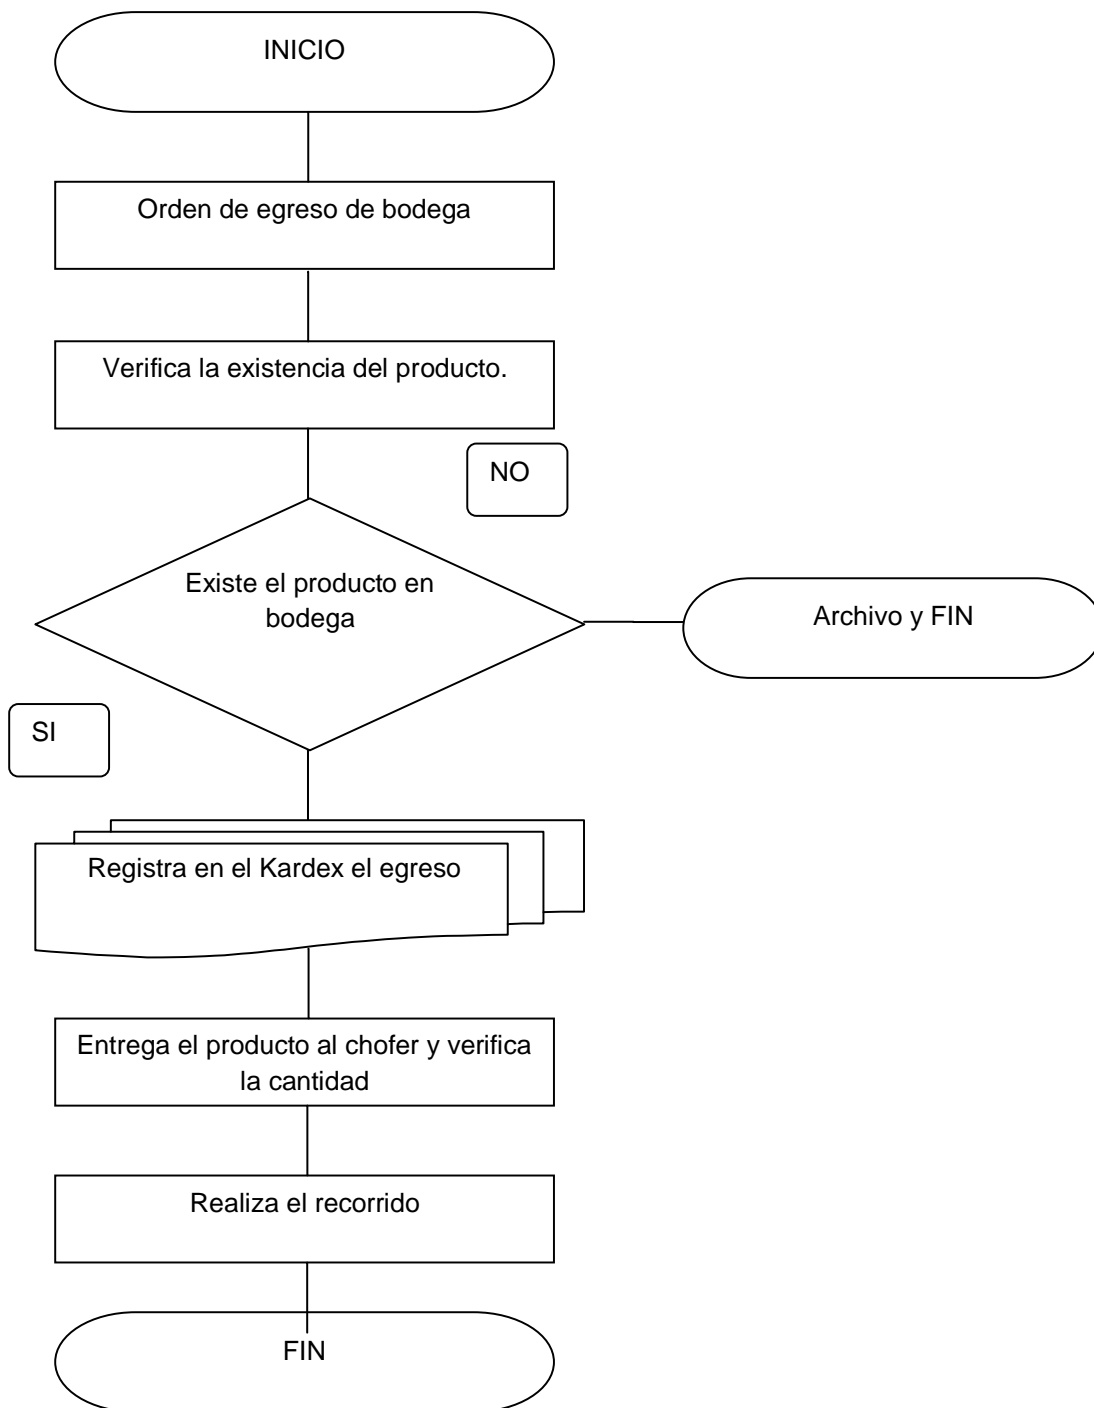 INICIO
Orden de egreso de bodega
Verifica la existencia del producto.
NO
Existe el producto en
bodega
Archivo y FIN
SI
Registra en el Kardex el egreso
Entrega el producto al chofer y verifica
la cantidad
Realiza el recorrido
FIN